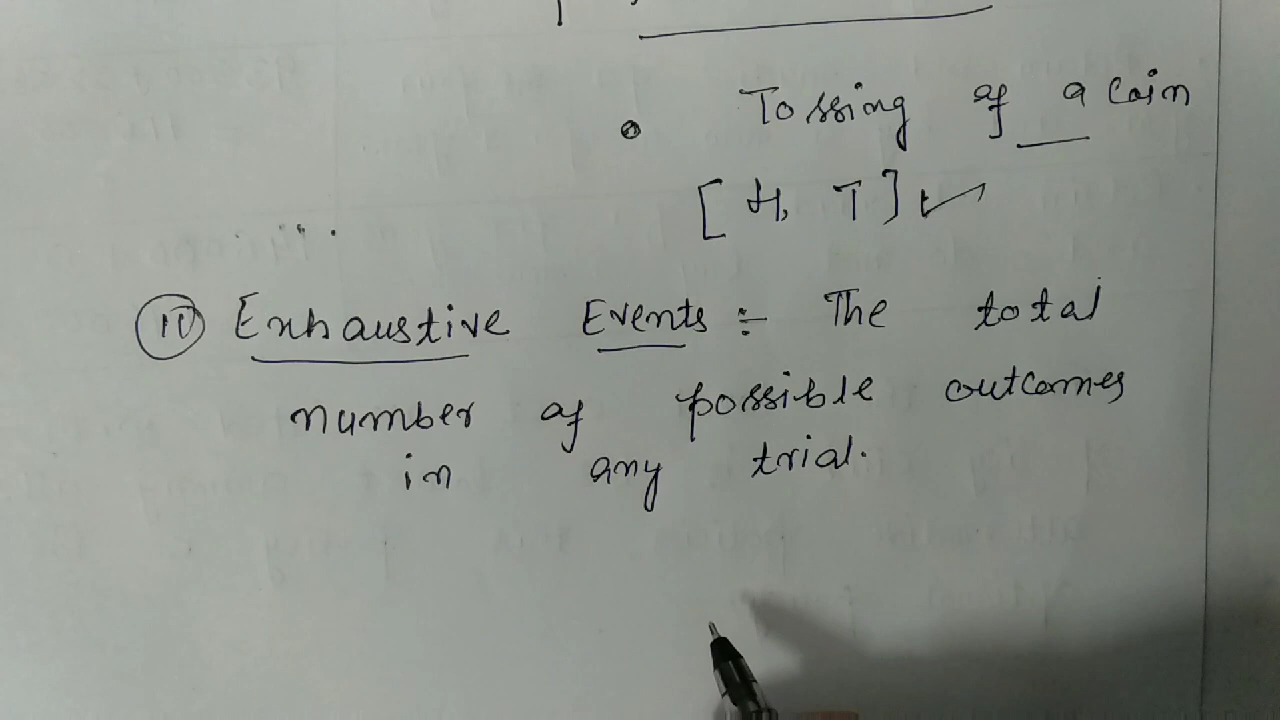 Tossing of a Coin
[H, T]
(ii) Exhaustive Events :- The total
number of possible outcomes
in any trial.